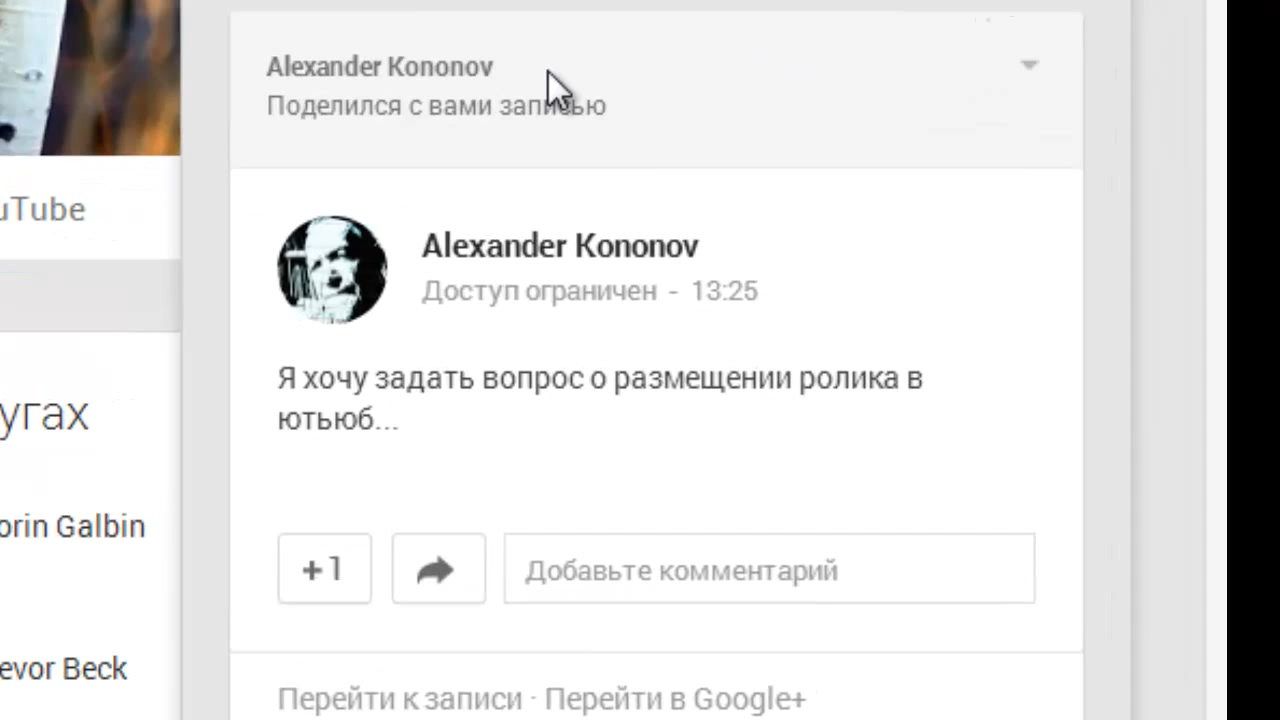 Alexander Kononov
Поделился с вами записью
uTube
Alexander Kononov
Доступ ограничен - 13:25
Я хочу задать вопрос о размещении ролика в
ютьюб...
угах
orin Galbin
+1
Добавьте комментарий
evor Beck
Перейти к записи · Перейти в Google+